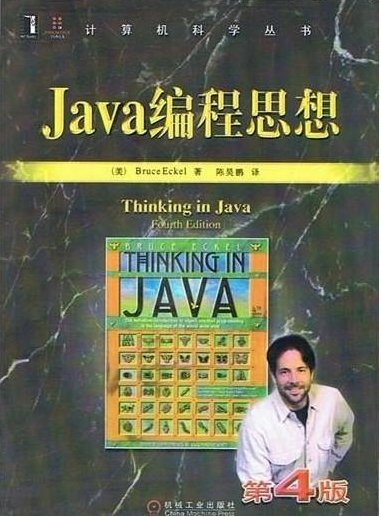 计算机科学丛书
Java编程思想
(美) Bruce Eckel 著 陈昊鹏 译
Thinking in Java
Fourth Edition
BRUCE ECKEL
THINKING IN
JAVA
第4版
机械工业出版社
China Machine Press